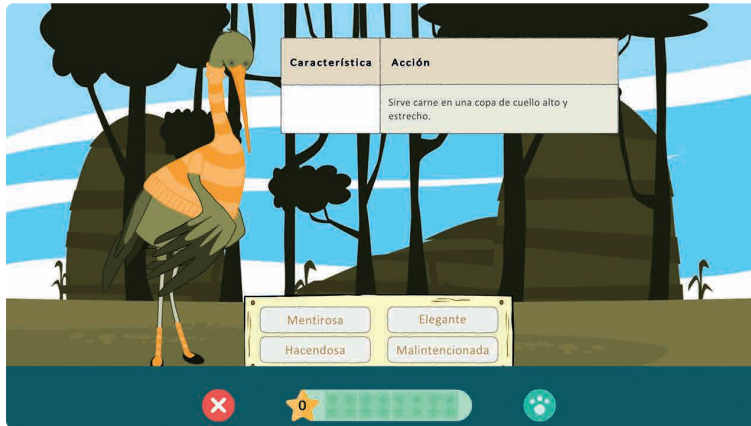 Característica Acción
Sirve carne en una copa de cuello alto y
estrecho.
Mentirosa Elegante
Hacendosa Malintencionada
0